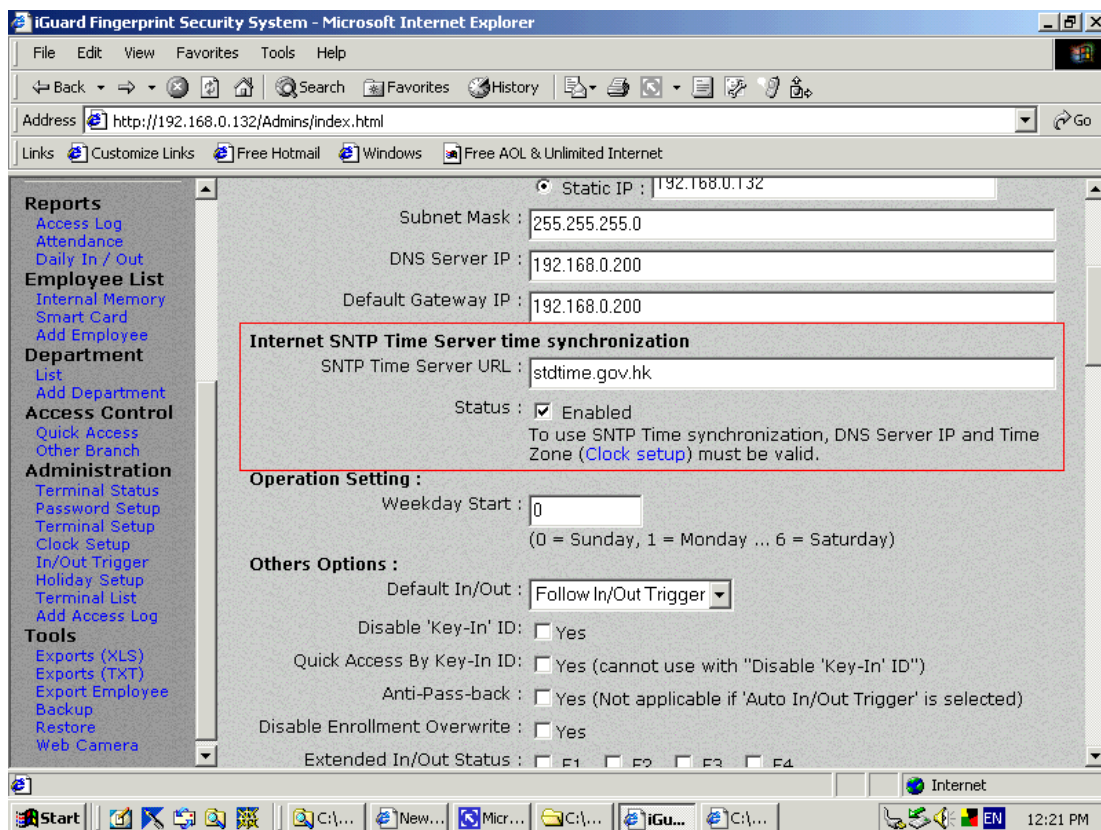 iGuard Fingerprint Security System - Microsoft Internet Explorer
File Edit View Favorites Tools Help
Back Search Favorites History
Address http://192.168.0.132/Admins/index.html Go
Links Customize Links Free Hotmail Windows Free AOL & Unlimited Internet
Reports
Access Log
Attendance
Daily In / Out
Employee List
Internal Memory
Smart Card
Add Employee
Department
List
Add Department
Access Control
Quick Access
Other Branch
Administration
Terminal Status
Password Setup
Terminal Setup
Clock Setup
In/Out Trigger
Holiday Setup
Terminal List
Add Access Log
Tools
Exports (XLS)
Exports (TXT)
Export Employee
Backup
Restore
Web Camera
Static IP : 192.168.0.132
Subnet Mask : 255.255.255.0
DNS Server IP : 192.168.0.200
Default Gateway IP : 192.168.0.200
Internet SNTP Time Server time synchronization
SNTP Time Server URL : stdtime.gov.hk
Status : Enabled
To use SNTP Time synchronization, DNS Server IP and Time
Zone (Clock setup) must be valid.
Operation Setting :
Weekday Start : 0
(0 = Sunday, 1 = Monday ... 6 = Saturday)
Others Options :
Default In/Out : Follow In/Out Trigger
Disable 'Key-In' ID: Yes
Quick Access By Key-In ID: Yes (cannot use with "Disable 'Key-In' ID")
Anti-Pass-back : Yes (Not applicable if 'Auto In/Out Trigger' is selected)
Disable Enrollment Overwrite : Yes
Extended In/Out Status : F1 F2 F3 F4
Internet
Start C:\... New... Micr... C:\... iGu... C:\... EN 12:21 PM